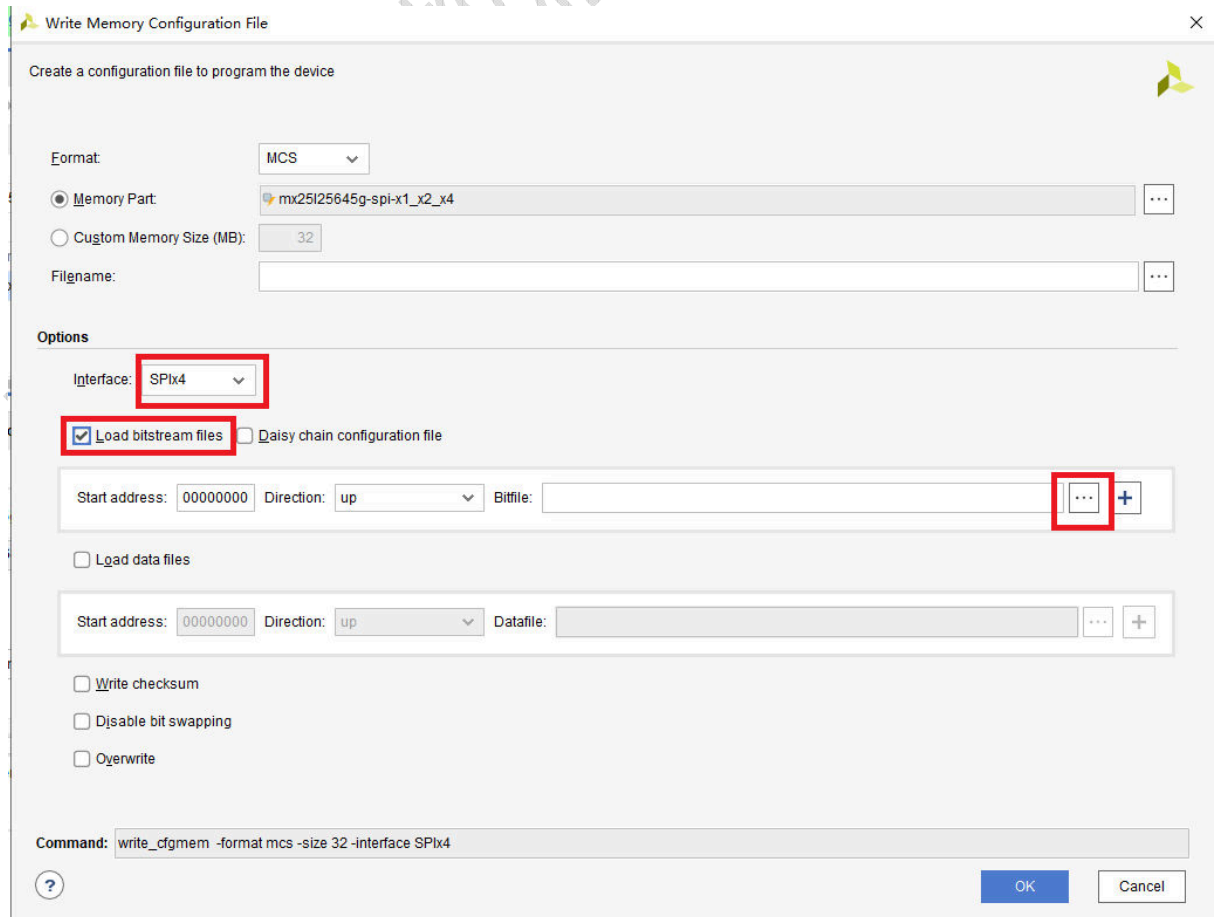 Write Memory Configuration File
Create a configuration file to program the device
Format: MCS
Memory Part: mx25l25645g-spi-x1_x2_x4 ...
Custom Memory Size (MB): 32
Filename: ...
Options
Interface: SPIx4
Load bitstream files Daisy chain configuration file
Start address: 00000000 Direction: up Bitfile: ... +
Load data files
Start address: 00000000 Direction: up Datafile: ... +
Write checksum
Disable bit swapping
Overwrite
Command: write_cfgmem -format mcs -size 32 -interface SPIx4
? OK Cancel